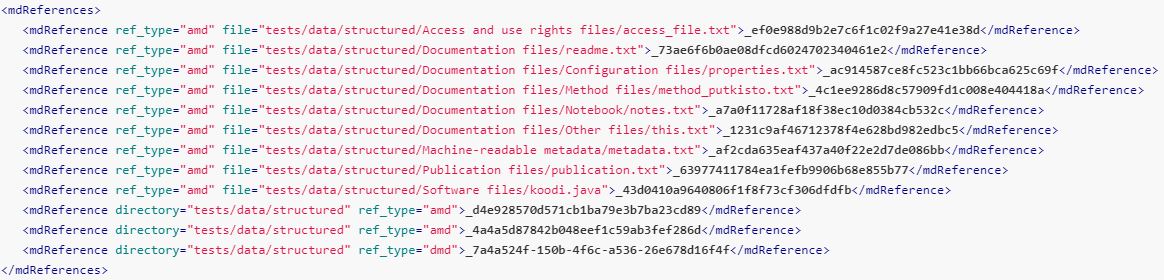 <mdReferences>
<mdReference ref_type="amd" file="tests/data/structured/Access and use rights files/access_file.txt">_ef0e988d9b2e7c6f1c02f9a27e41e38d</mdReference>
<mdReference ref_type="amd" file="tests/data/structured/Documentation files/readme.txt">_73ae6f6b0ae08dfcd6024702340461e2</mdReference>
<mdReference ref_type="amd" file="tests/data/structured/Documentation files/Configuration files/properties.txt">_ac914587ce8fc523c1bb66bca625c69f</mdReference>
<mdReference ref_type="amd" file="tests/data/structured/Documentation files/Method files/method_putkisto.txt">_4c1ee9286d8c57909fd1c008e404418a</mdReference>
<mdReference ref_type="amd" file="tests/data/structured/Documentation files/Notebook/notes.txt">_a7a0f11728af18f38ec10d0384cb532c</mdReference>
<mdReference ref_type="amd" file="tests/data/structured/Documentation files/Other files/this.txt">_1231c9af46712378f4e628bd982edbc5</mdReference>
<mdReference ref_type="amd" file="tests/data/structured/Machine-readable metadata/metadata.txt">_af2cda635eaf437a40f22e2d7de086bb</mdReference>
<mdReference ref_type="amd" file="tests/data/structured/Publication files/publication.txt">_63977411784ea1fefb9906b68e855b77</mdReference>
<mdReference ref_type="amd" file="tests/data/structured/Software files/koodi.java">_43d0410a9640806f1f8f73cf306dfdfb</mdReference>
<mdReference directory="tests/data/structured" ref_type="amd">_d4e928570d571cb1ba79e3b7ba23cd89</mdReference>
<mdReference directory="tests/data/structured" ref_type="amd">_4a4a5d87842b048eef1c59ab3fef286d</mdReference>
<mdReference directory="tests/data/structured" ref_type="dmd">_7a4a524f-150b-4f6c-a536-26e678d16f4f</mdReference>
</mdReferences>